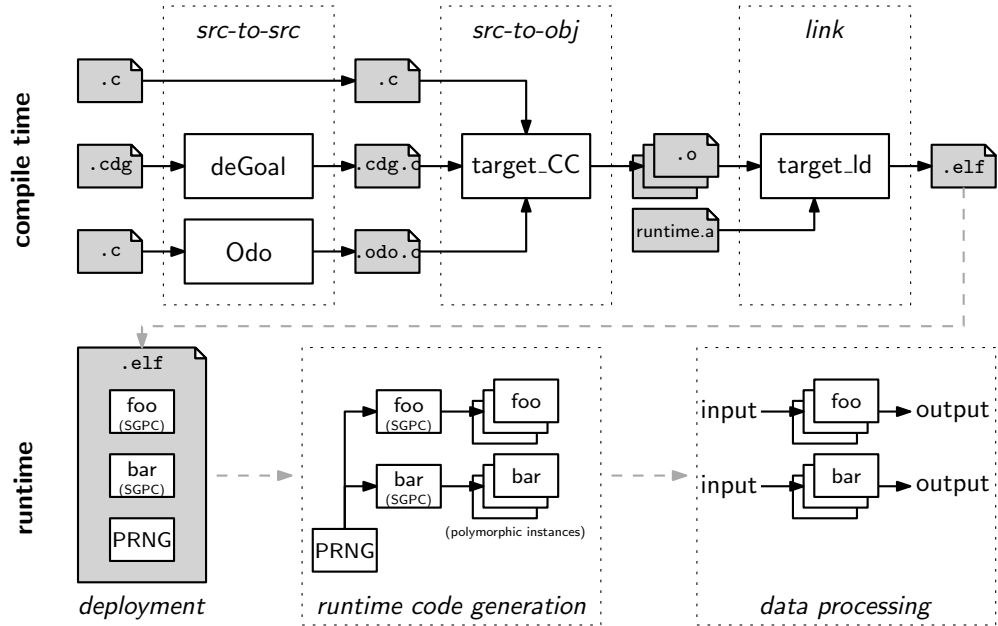 src-to-src
src-to-obj
link
compile time
.c
.c
.cdg
deGoal
.cdg.c
target_CC
.o
target_ld
.elf
runtime.a
.c
Odo
.odo.c
runtime
.elf
foo
(SGPC)
bar
(SGPC)
PRNG
deployment
foo
(SGPC)
foo
bar
(SGPC)
bar
(polymorphic instances)
PRNG
runtime code generation
input
foo
output
input
bar
output
data processing